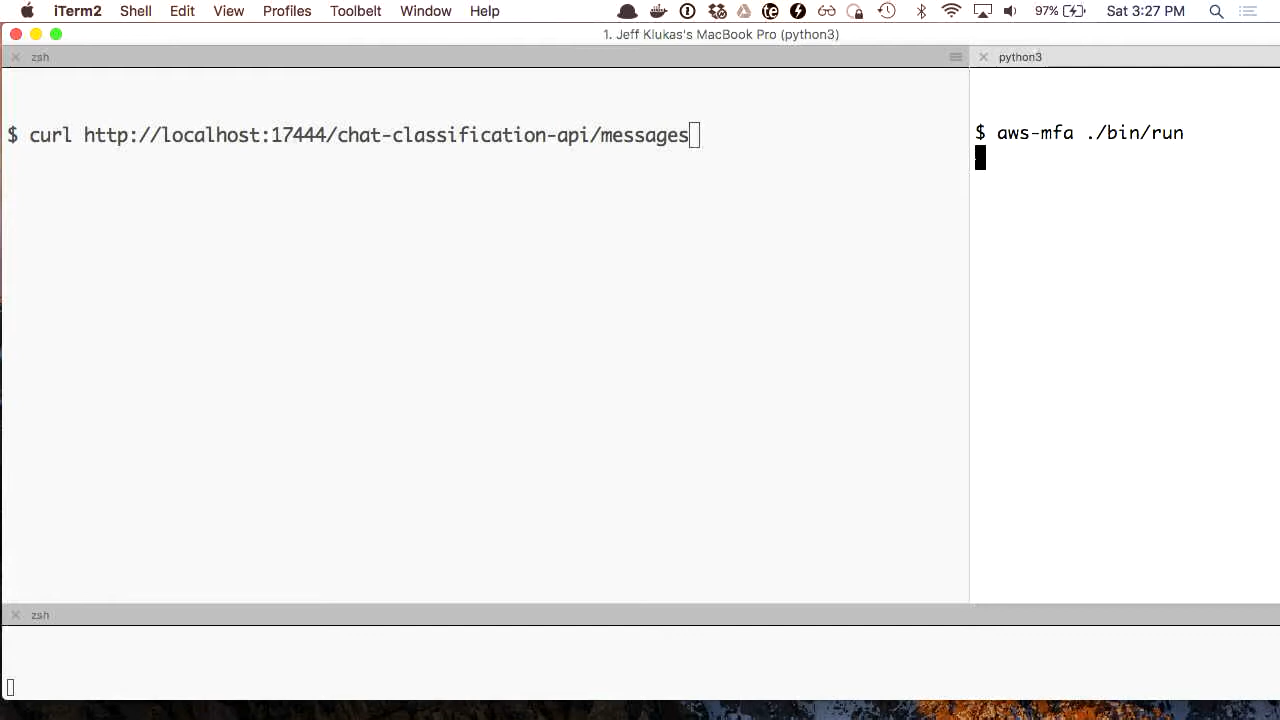 iTerm2 Shell Edit View Profiles Toolbelt Window Help 97% Sat 3:27 PM
1. Jeff Klukas's MacBook Pro (python3)
zsh
python3
$ curl http://localhost:17444/chat-classification-api/messages
$ aws-mfa ./bin/run
zsh